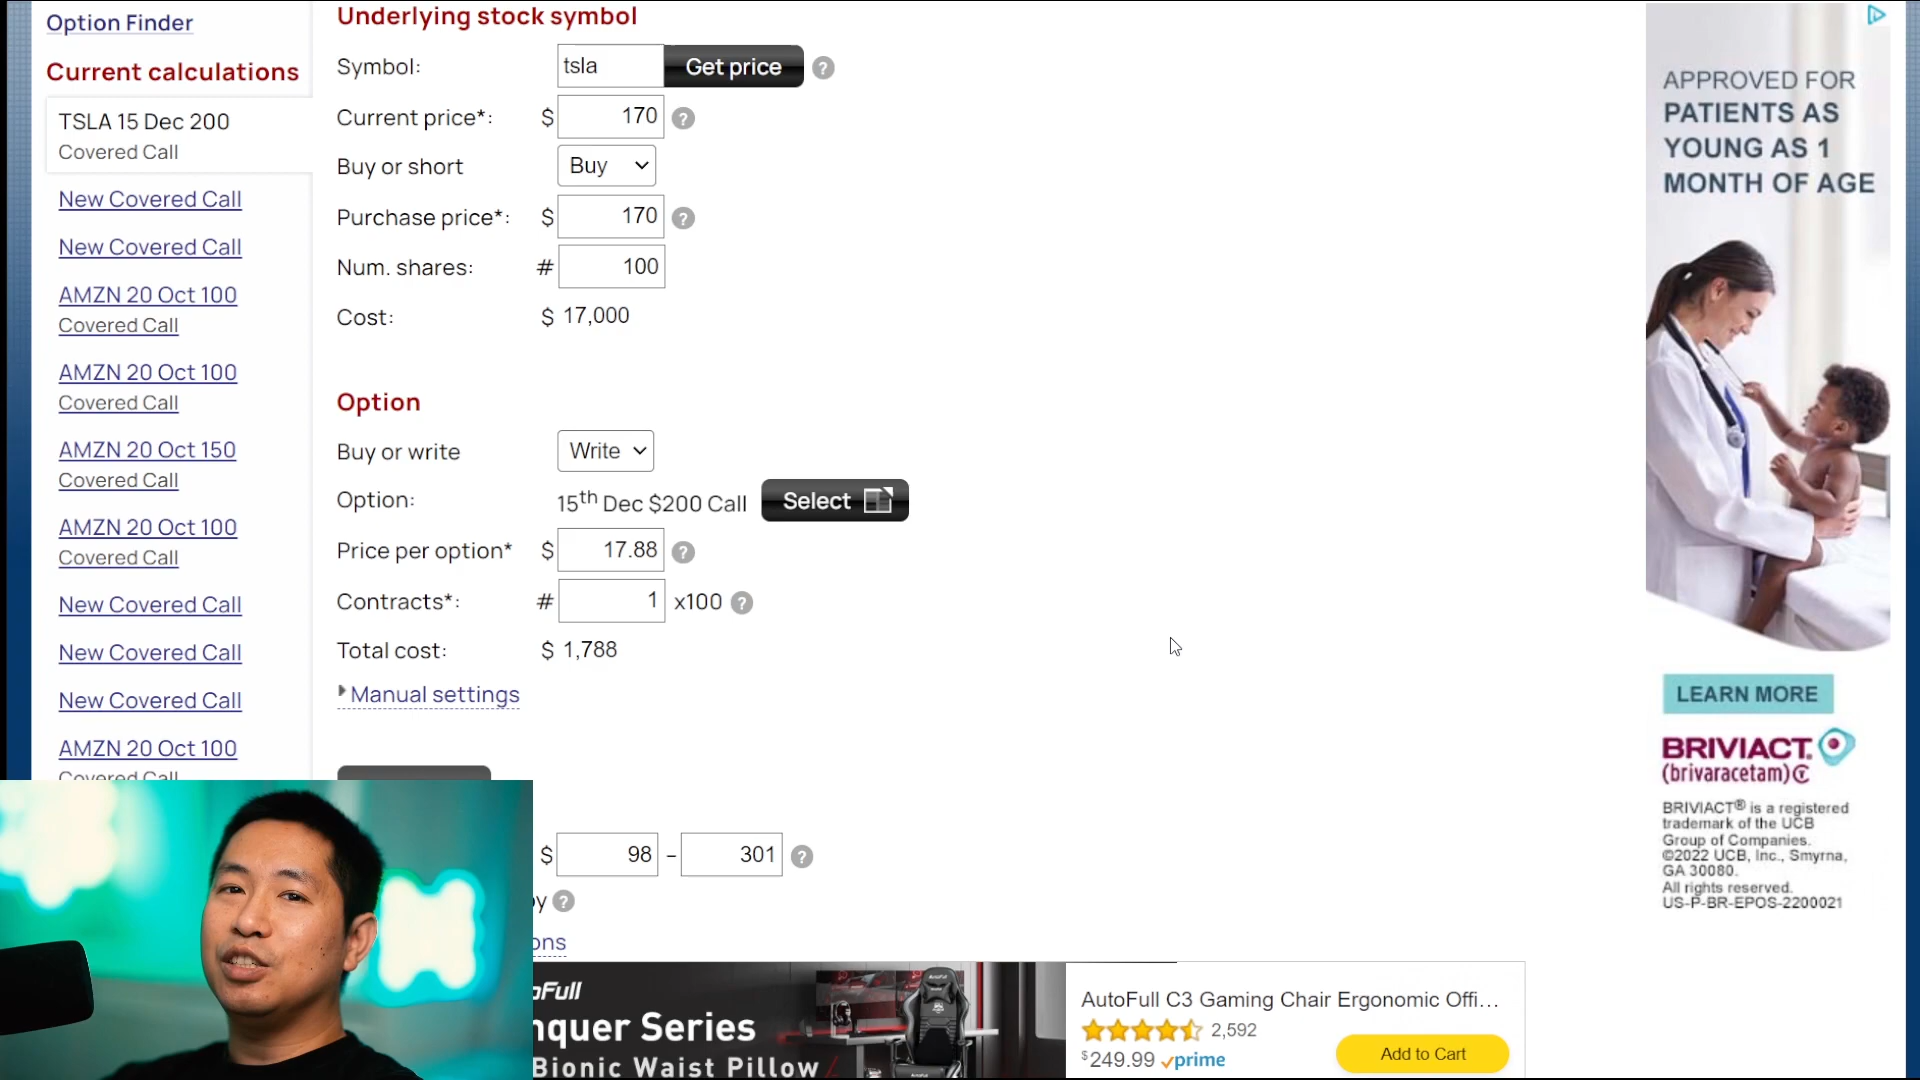 Option Finder
Current calculations
TSLA 15 Dec 200
Covered Call
New Covered Call
New Covered Call
AMZN 20 Oct 100
Covered Call
AMZN 20 Oct 100
Covered Call
AMZN 20 Oct 150
Covered Call
AMZN 20 Oct 100
Covered Call
New Covered Call
New Covered Call
New Covered Call
AMZN 20 Oct 100
Covered Call
Underlying stock symbol
Symbol: tsla Get price ?
Current price*: $ 170 ?
Buy or short Buy
Purchase price*: $ 170 ?
Num. shares: # 100
Cost: $ 17,000
Option
Buy or write Write
Option: 15th Dec $200 Call Select
Price per option* $ 17.88 ?
Contracts*: # 1 x100 ?
Total cost: $ 1,788
Manual settings
$ 98 - 301 ?
y ?
ons
oFull
nquer Series
Bionic Waist Pillow /
AutoFull C3 Gaming Chair Ergonomic Offi...
2,592
$249.99 prime
Add to Cart
APPROVED FOR
PATIENTS AS
YOUNG AS 1
MONTH OF AGE
LEARN MORE
BRIVIACT
(brivaracetam) CV
BRIVIACT® is a registered
trademark of the UCB
Group of Companies.
©2022 UCB, Inc., Smyrna,
GA 30080.
All rights reserved.
US-P-BR-EPOS-2200021